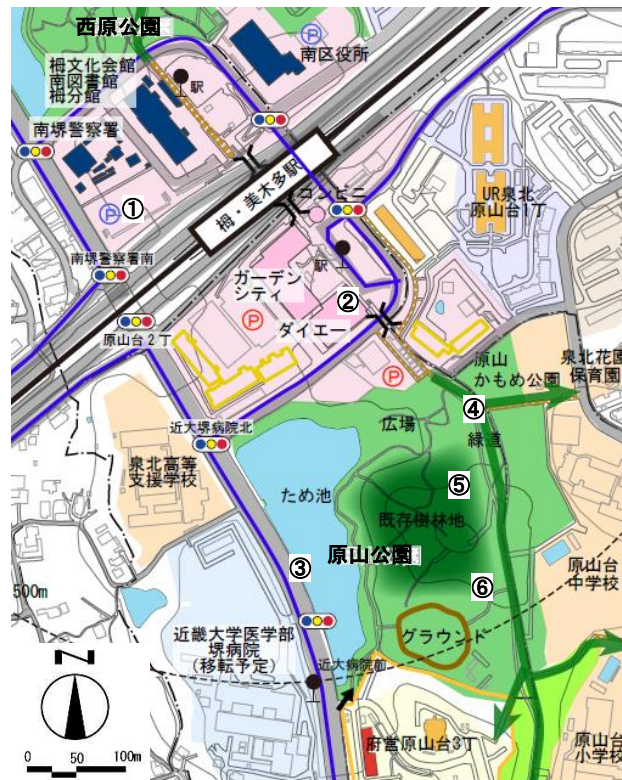 西原公園
南区役所
栂文化会館
南図書館
栂分館
駅
南堺警察署
P
P
①
栂・美木多駅
コンビニ
UR泉北
原山台1丁
南堺警察署南
駅
ガーデン
シティ
②
原山台2丁
P
ダイエー
P
原山
かもめ公園
泉北花園
保育園
④
近大堺病院北
広場
緑道
泉北高等
支援学校
ため池
⑤
既存樹林地
③
原山公園
⑥
原山台
中学校
500m
グラウンド
近畿大学医学部
堺病院
(移転予定)
近大病院前
N
府営原山台3丁
原山台
小学校
0 50 100m